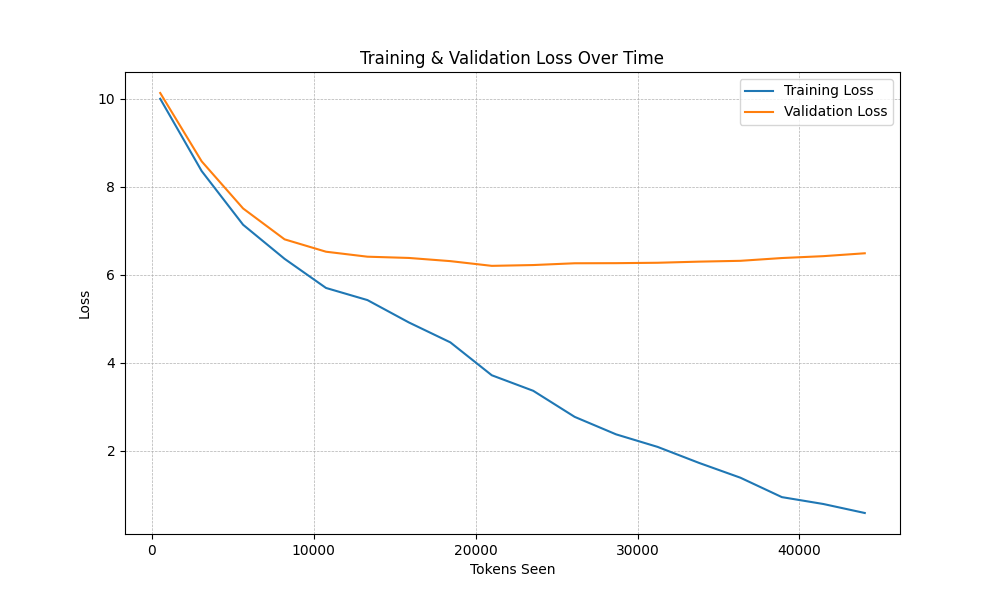 Training & Validation Loss Over Time
Training Loss
Validation Loss
10
8
6
4
2
Loss
0
10000
20000
30000
40000
Tokens Seen